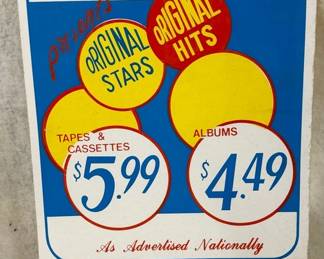 presents
ORIGINAL
STARS
ORIGINAL
HITS
TAPES &
CASSETTES
$5.99
ALBUMS
$4.49
As Advertised Nationally